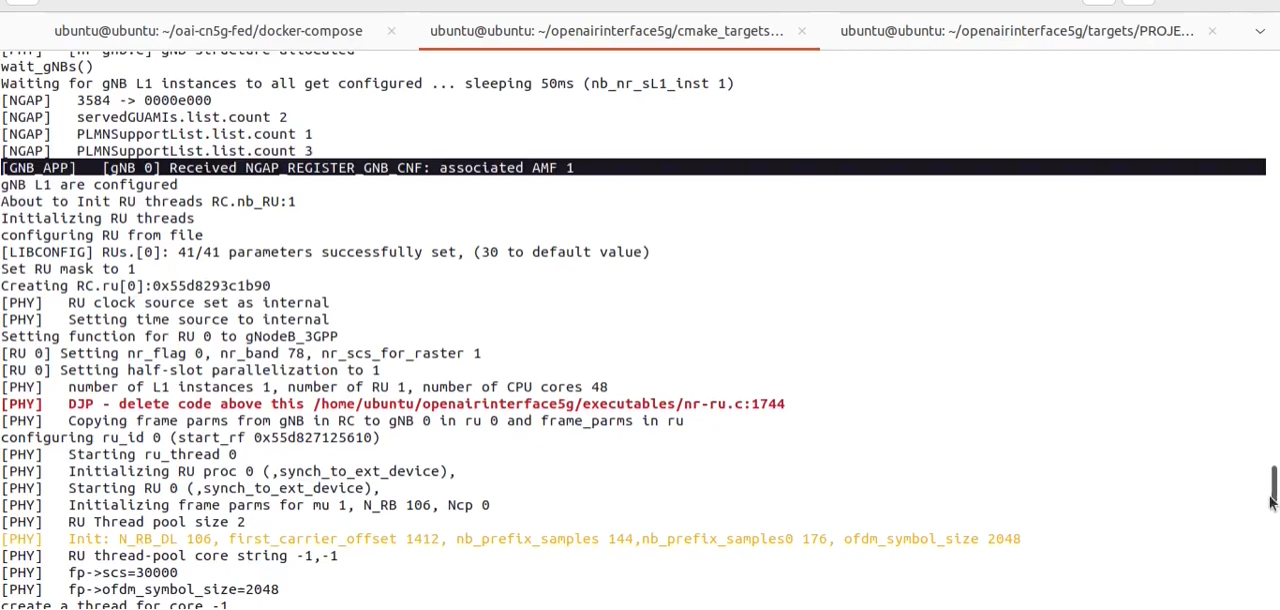 ubuntu@ubuntu: ~/oai-cn5g-fed/docker-compose
ubuntu@ubuntu: ~/openairinterface5g/cmake_targets...
ubuntu@ubuntu: ~/openairinterface5g/targets/PROJE...
[PHY]   [nr-gnb.c] gNB structure allocated
wait_gNBs()
Waiting for gNB L1 instances to all get configured ... sleeping 50ms (nb_nr_sL1_inst 1)
[NGAP]   3584 -> 0000e000
[NGAP]   servedGUAMIs.list.count 2
[NGAP]   PLMNSupportList.list.count 1
[NGAP]   PLMNSupportList.list.count 3
[GNB_APP]   [gNB 0] Received NGAP_REGISTER_GNB_CNF: associated AMF 1
gNB L1 are configured
About to Init RU threads RC.nb_RU:1
Initializing RU threads
configuring RU from file
[LIBCONFIG] RUs.[0]: 41/41 parameters successfully set, (30 to default value)
Set RU mask to 1
Creating RC.ru[0]:0x55d8293c1b90
[PHY]   RU clock source set as internal
[PHY]   Setting time source to internal
Setting function for RU 0 to gNodeB_3GPP
[RU 0] Setting nr_flag 0, nr_band 78, nr_scs_for_raster 1
[RU 0] Setting half-slot parallelization to 1
[PHY]   number of L1 instances 1, number of RU 1, number of CPU cores 48
[PHY]   DJP - delete code above this /home/ubuntu/openairinterface5g/executables/nr-ru.c:1744
[PHY]   Copying frame parms from gNB in RC to gNB 0 in ru 0 and frame_parms in ru
configuring ru_id 0 (start_rf 0x55d827125610)
[PHY]   Starting ru_thread 0
[PHY]   Initializing RU proc 0 (,synch_to_ext_device),
[PHY]   Starting RU 0 (,synch_to_ext_device),
[PHY]   Initializing frame parms for mu 1, N_RB 106, Ncp 0
[PHY]   RU Thread pool size 2
[PHY]   Init: N_RB_DL 106, first_carrier_offset 1412, nb_prefix_samples 144,nb_prefix_samples0 176, ofdm_symbol_size 2048
[PHY]   RU thread-pool core string -1,-1
[PHY]   fp->scs=30000
[PHY]   fp->ofdm_symbol_size=2048
create a thread for core -1